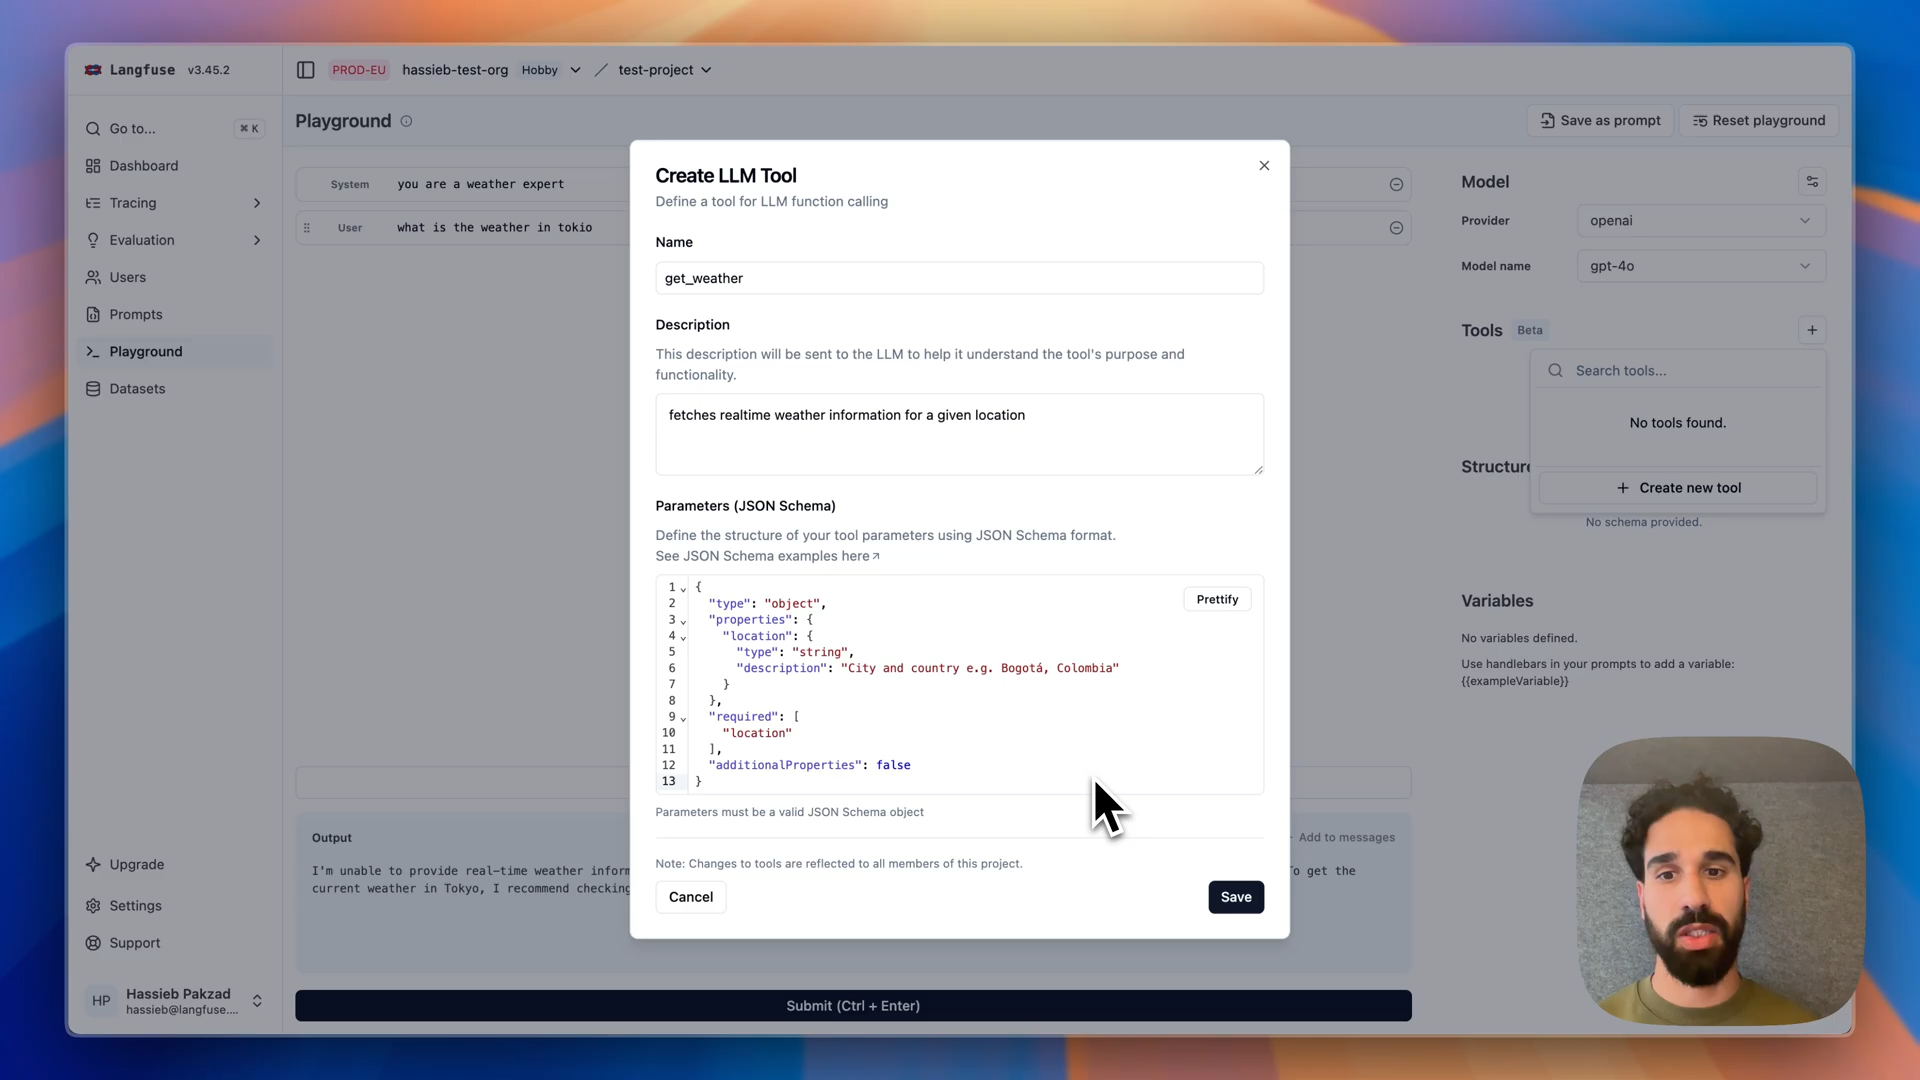 Langfuse v3.45.2
PROD-EU hassieb-test-org Hobby / test-project
Go to... ⌘ K
Dashboard
Tracing
Evaluation
Users
Prompts
Playground
Datasets
Upgrade
Settings
Support
HP Hassieb Pakzad
hassieb@langfuse....
Playground
Save as prompt
Reset playground
System you are a weather expert
User what is the weather in tokio
Output
I'm unable to provide real-time weather
current weather in Tokyo, I recommend
Add to messages
to get the
Submit (Ctrl + Enter)
Create LLM Tool
Define a tool for LLM function calling
Name
get_weather
Description
This description will be sent to the LLM to help it understand the tool's purpose and
functionality.
fetches realtime weather information for a given location
Parameters (JSON Schema)
Define the structure of your tool parameters using JSON Schema format.
See JSON Schema examples here↗
Prettify
1 {
2 "type": "object",
3 "properties": {
4 "location": {
5 "type": "string",
6 "description": "City and country e.g. Bogotá, Colombia"
7 }
8 },
9 "required": [
10 "location"
11 ],
12 "additionalProperties": false
13 }
Parameters must be a valid JSON Schema object
Note: Changes to tools are reflected to all members of this project.
Cancel
Save
Model
Provider openai
Model name gpt-4o
Tools Beta
Search tools...
No tools found.
+ Create new tool
No schema provided.
Variables
No variables defined.
Use handlebars in your prompts to add a variable:
{{exampleVariable}}